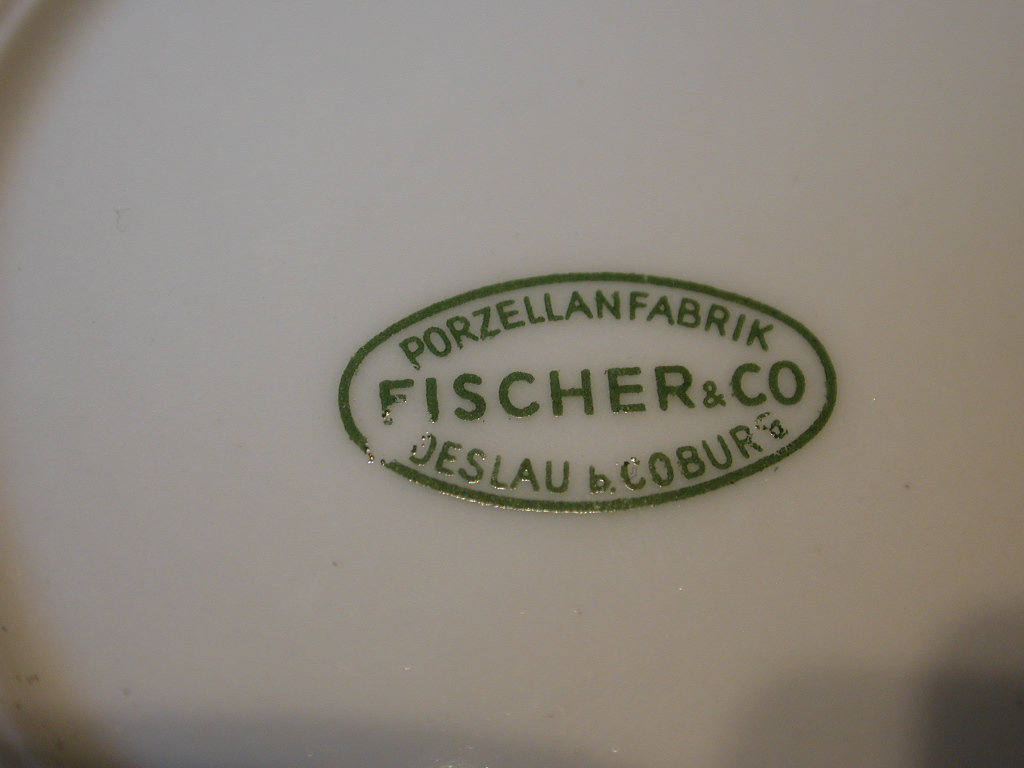 PORZELLANFABRIK
FISCHER & CO
OESLAU b. COBURG